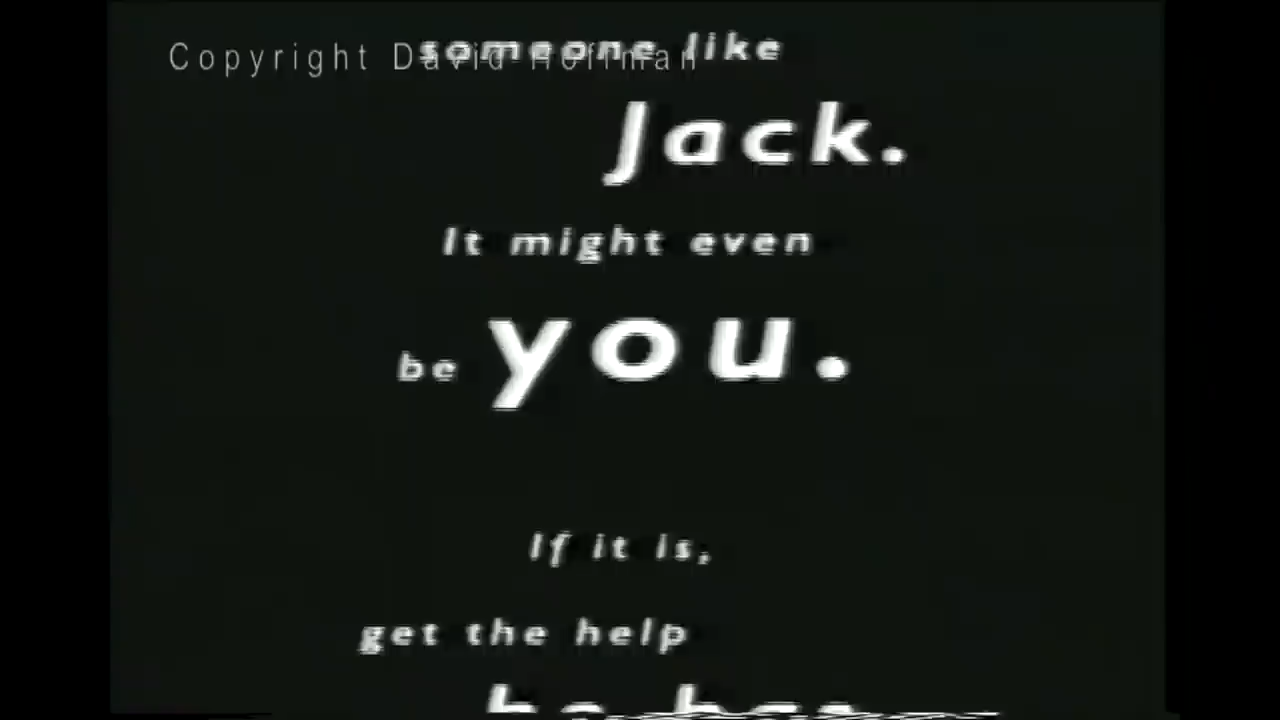 Copyright David Hoffman
someone like
Jack.
It might even
be you.
If it is,
get the help